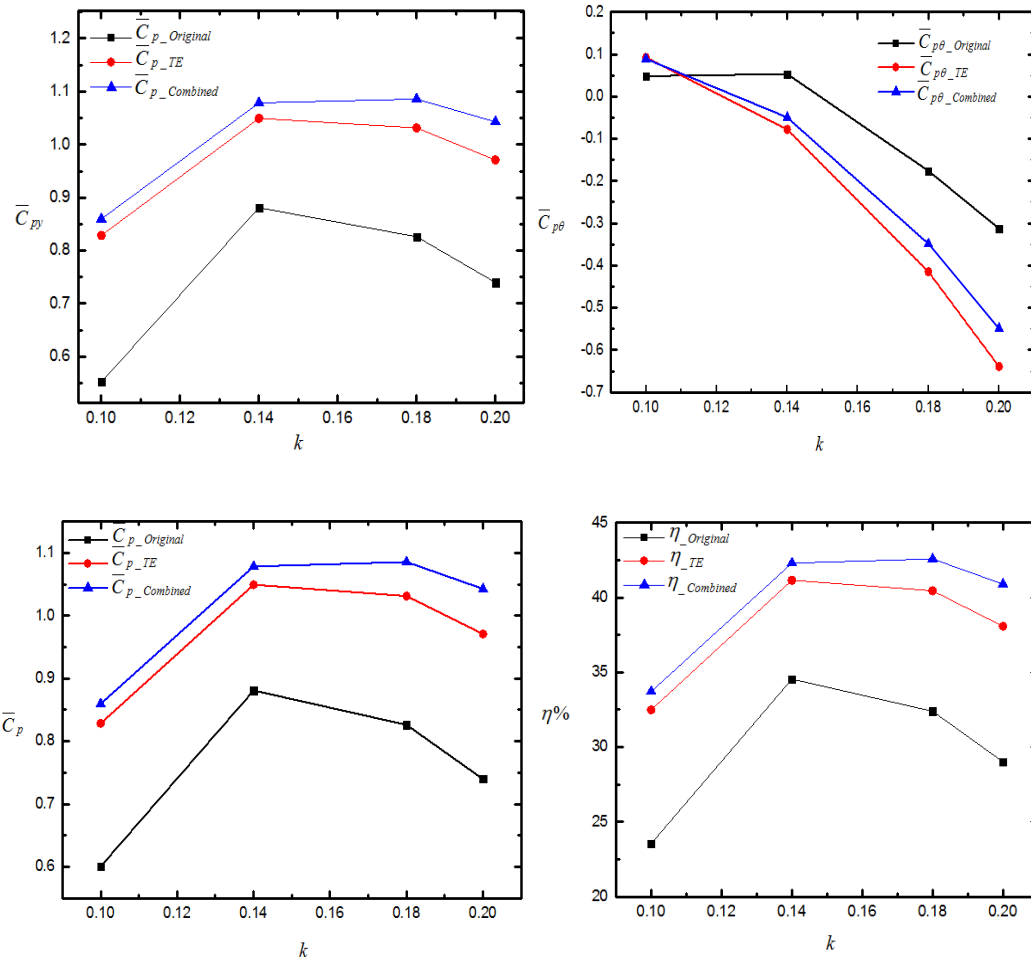 C̅p_Original
C̅p_TE
C̅p_Combined
1.2
1.1
1.0
0.9
0.8
0.7
0.6
C̅py
0.10 0.12 0.14 0.16 0.18 0.20
k
C̅pθ_Original
C̅pθ_TE
C̅pθ_Combined
0.2
0.1
0.0
-0.1
-0.2
-0.3
-0.4
-0.5
-0.6
-0.7
C̅pθ
0.10 0.12 0.14 0.16 0.18 0.20
k
C̅p_Original
C̅p_TE
C̅p_Combined
1.1
1.0
0.9
0.8
0.7
0.6
C̅p
0.10 0.12 0.14 0.16 0.18 0.20
k
η_Original
η_TE
η_Combined
45
40
35
30
25
20
η%
0.10 0.12 0.14 0.16 0.18 0.20
k